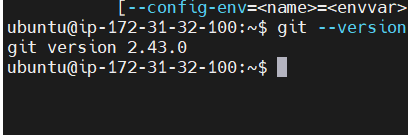 [--config-env=<name>=<envvar>
ubuntu@ip-172-31-32-100:~$ git --version
git version 2.43.0
ubuntu@ip-172-31-32-100:~$